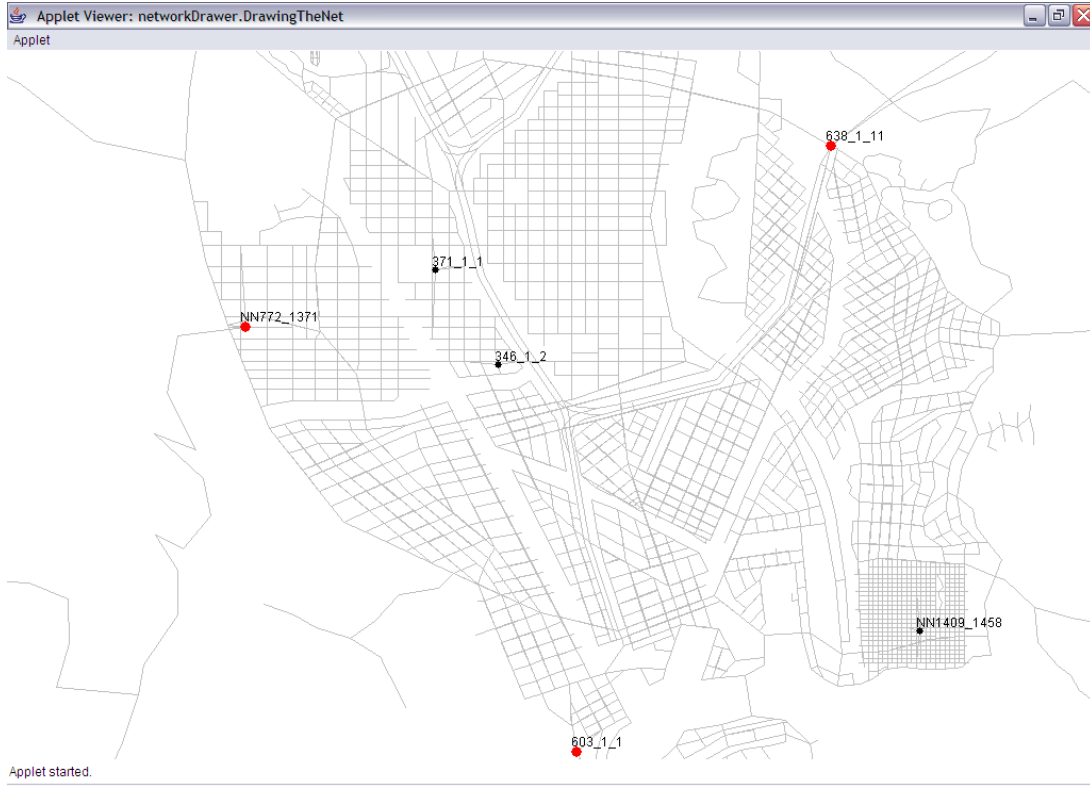 Applet Viewer: networkDrawer.DrawingTheNet
Applet
638_1_11
371_1_1
NN772_1371
346_1_2
NN1409_1458
603_1_1
Applet started.